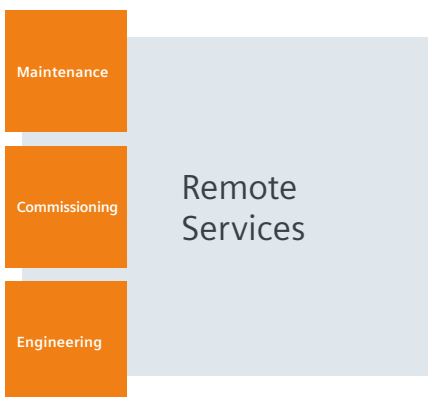 Maintenance
Commissioning
Engineering
Remote
Services